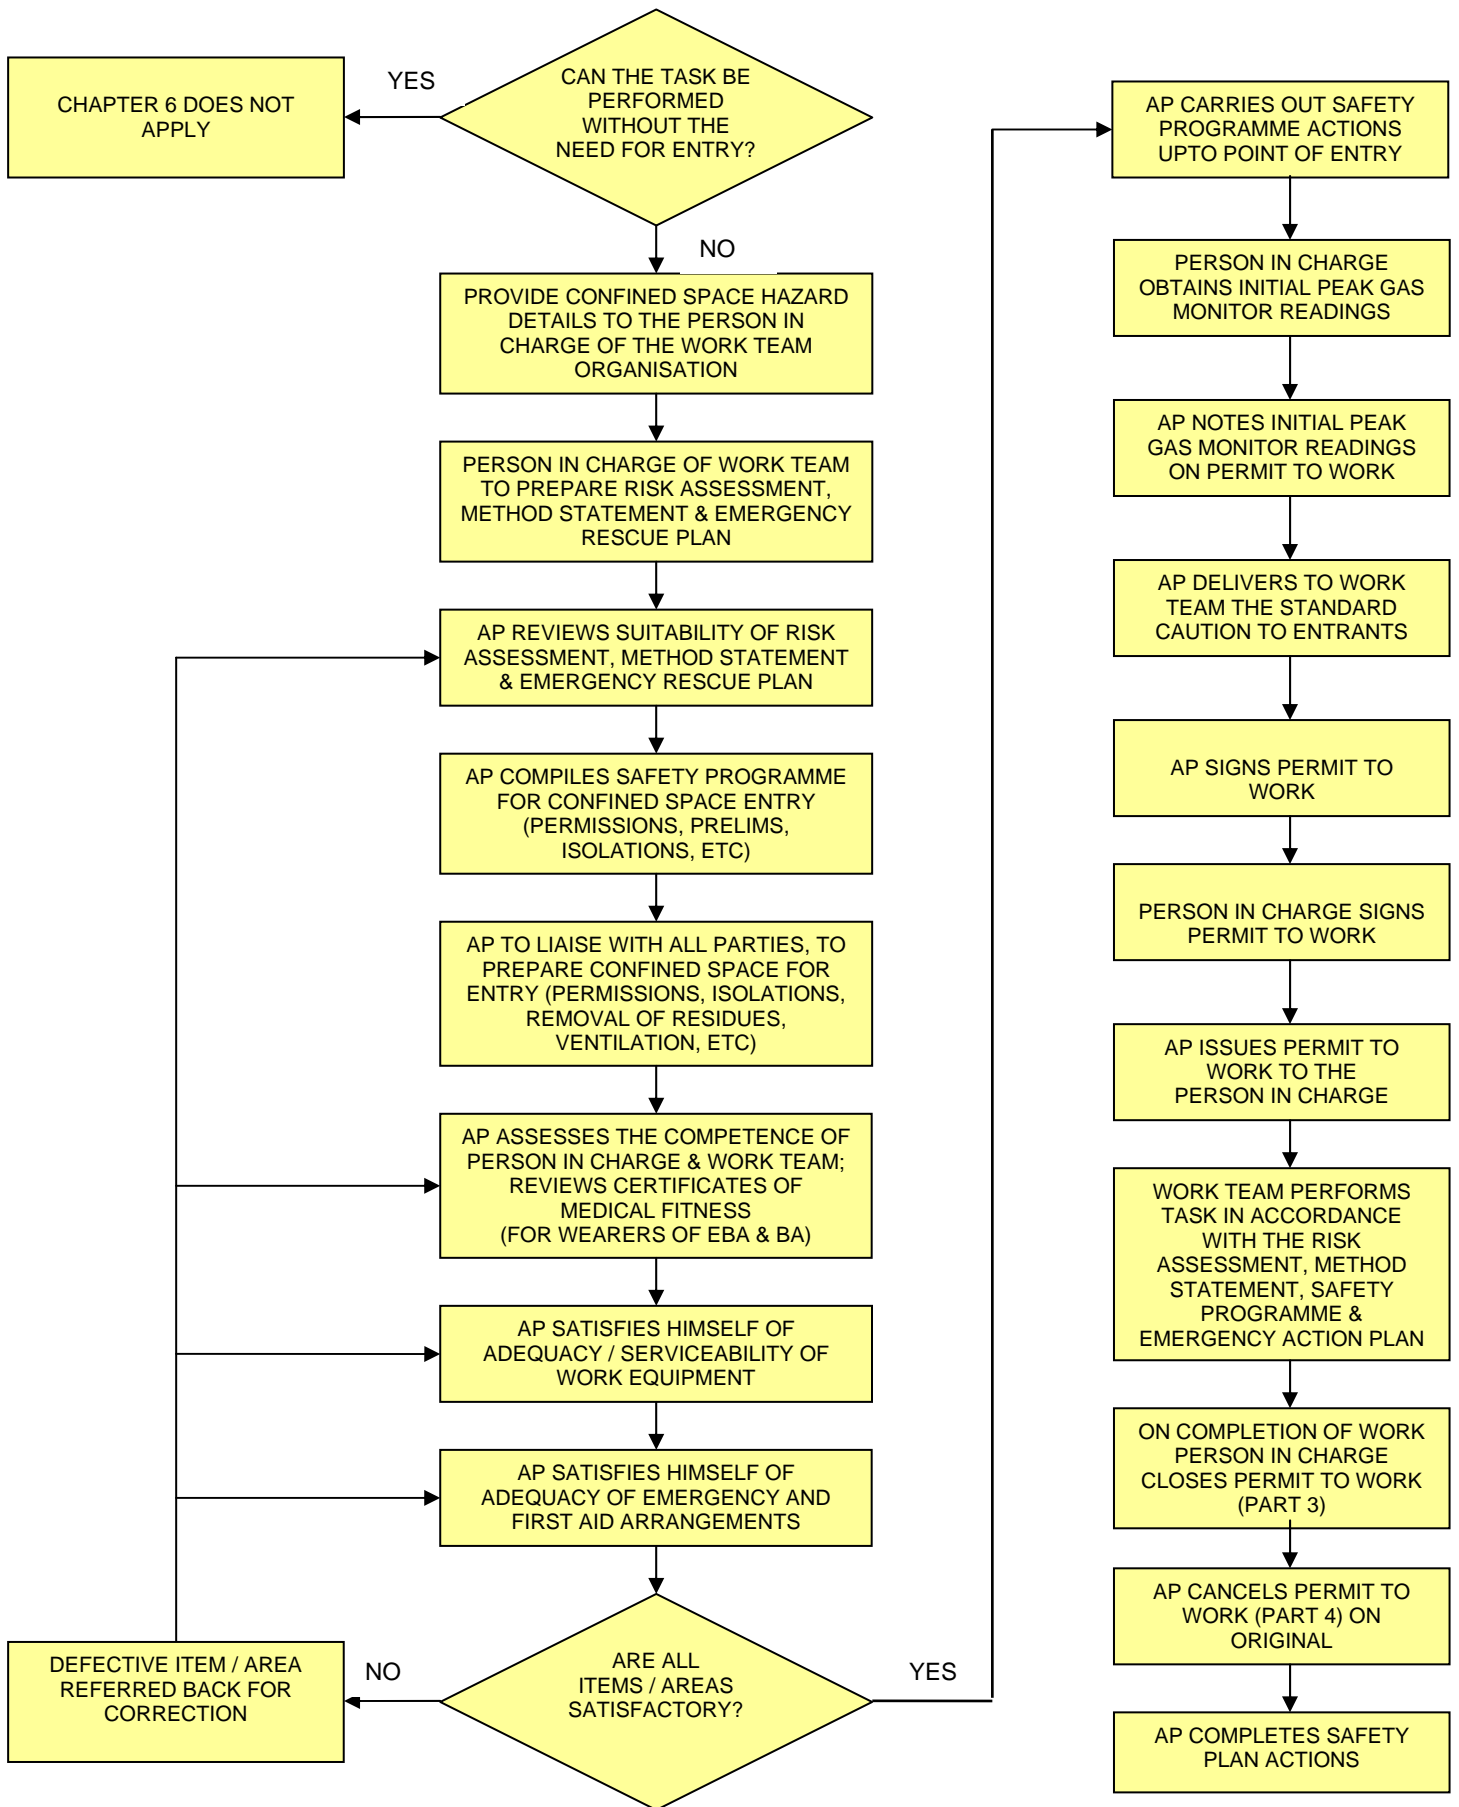 CAN THE TASK BE
PERFORMED
WITHOUT THE
NEED FOR ENTRY?
YES
CHAPTER 6 DOES NOT
APPLY
NO
PROVIDE CONFINED SPACE HAZARD
DETAILS TO THE PERSON IN
CHARGE OF THE WORK TEAM
ORGANISATION
PERSON IN CHARGE OF WORK TEAM
TO PREPARE RISK ASSESSMENT,
METHOD STATEMENT & EMERGENCY
RESCUE PLAN
AP REVIEWS SUITABILITY OF RISK
ASSESSMENT, METHOD STATEMENT
& EMERGENCY RESCUE PLAN
AP COMPILES SAFETY PROGRAMME
FOR CONFINED SPACE ENTRY
(PERMISSIONS, PRELIMS,
ISOLATIONS, ETC)
AP TO LIAISE WITH ALL PARTIES, TO
PREPARE CONFINED SPACE FOR
ENTRY (PERMISSIONS, ISOLATIONS,
REMOVAL OF RESIDUES,
VENTILATION, ETC)
AP ASSESSES THE COMPETENCE OF
PERSON IN CHARGE & WORK TEAM;
REVIEWS CERTIFICATES OF
MEDICAL FITNESS
(FOR WEARERS OF EBA & BA)
AP SATISFIES HIMSELF OF
ADEQUACY / SERVICEABILITY OF
WORK EQUIPMENT
AP SATISFIES HIMSELF OF
ADEQUACY OF EMERGENCY AND
FIRST AID ARRANGEMENTS
ARE ALL
ITEMS / AREAS
SATISFACTORY?
NO
DEFECTIVE ITEM / AREA
REFERRED BACK FOR
CORRECTION
YES
AP CARRIES OUT SAFETY
PROGRAMME ACTIONS
UPTO POINT OF ENTRY
PERSON IN CHARGE
OBTAINS INITIAL PEAK GAS
MONITOR READINGS
AP NOTES INITIAL PEAK
GAS MONITOR READINGS
ON PERMIT TO WORK
AP DELIVERS TO WORK
TEAM THE STANDARD
CAUTION TO ENTRANTS
AP SIGNS PERMIT TO
WORK
PERSON IN CHARGE SIGNS
PERMIT TO WORK
AP ISSUES PERMIT TO
WORK TO THE
PERSON IN CHARGE
WORK TEAM PERFORMS
TASK IN ACCORDANCE
WITH THE RISK
ASSESSMENT, METHOD
STATEMENT, SAFETY
PROGRAMME &
EMERGENCY ACTION PLAN
ON COMPLETION OF WORK
PERSON IN CHARGE
CLOSES PERMIT TO WORK
(PART 3)
AP CANCELS PERMIT TO
WORK (PART 4) ON
ORIGINAL
AP COMPLETES SAFETY
PLAN ACTIONS